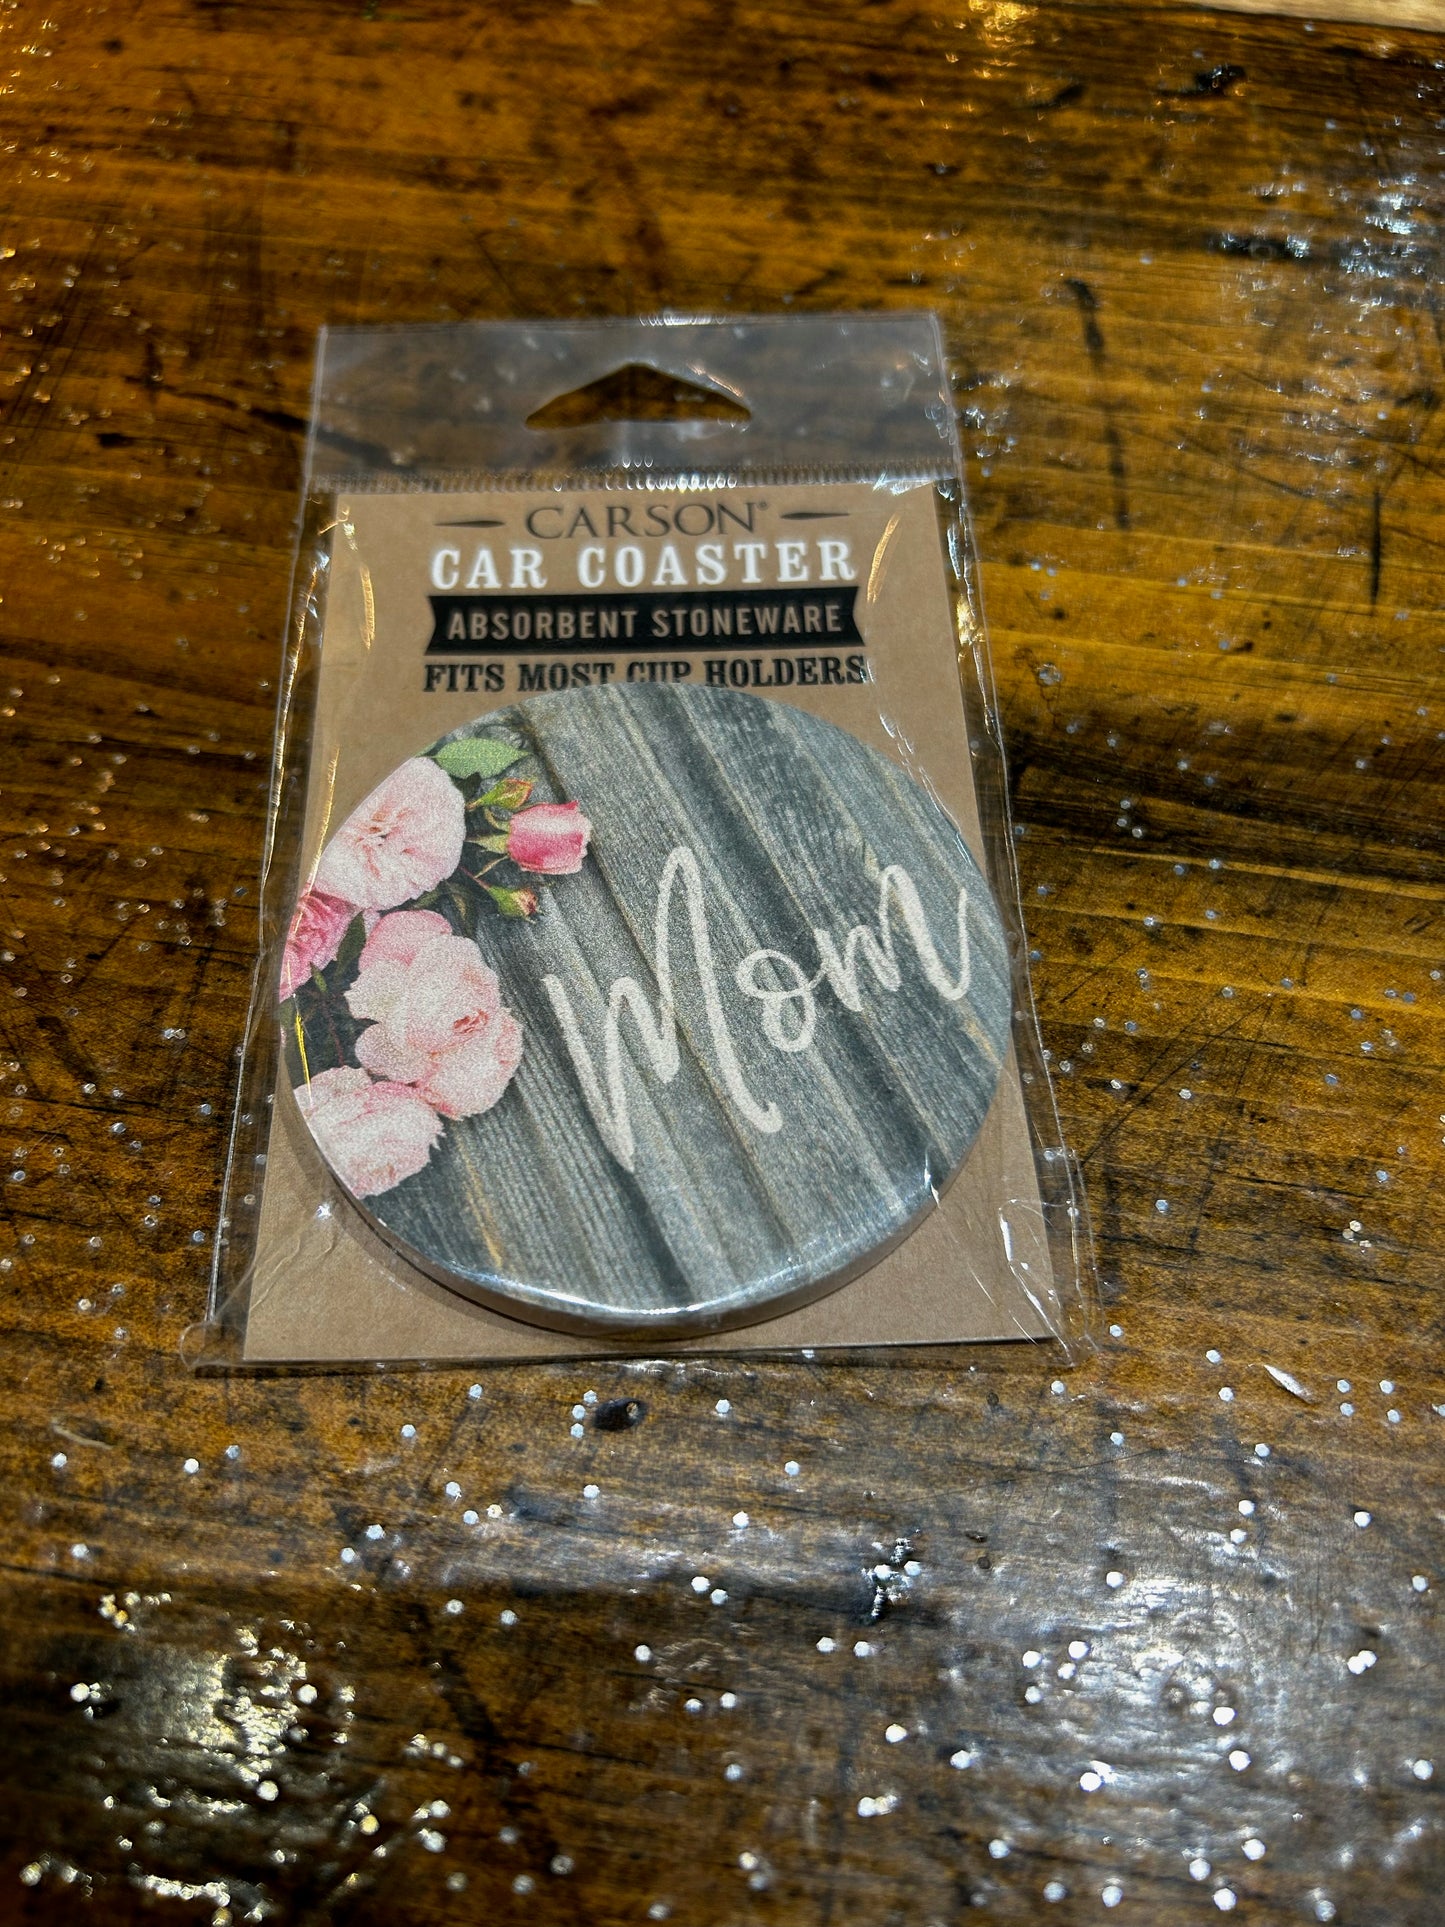 CARSON®
CAR COASTER
ABSORBENT STONEWARE
FITS MOST CUP HOLDERS
Mom